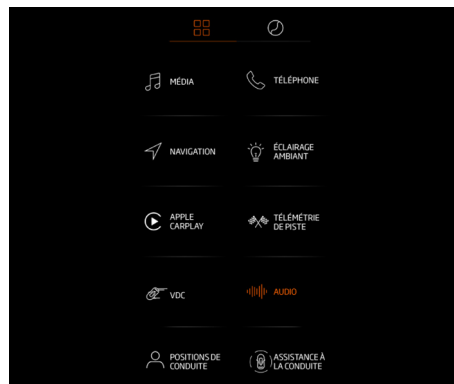 MÉDIA
TÉLÉPHONE
NAVIGATION
ÉCLAIRAGE
AMBIANT
APPLE
CARPLAY
TÉLÉMÉTRIE
DE PISTE
VDC
AUDIO
POSITIONS DE
CONDUITE
ASSISTANCE À
LA CONDUITE